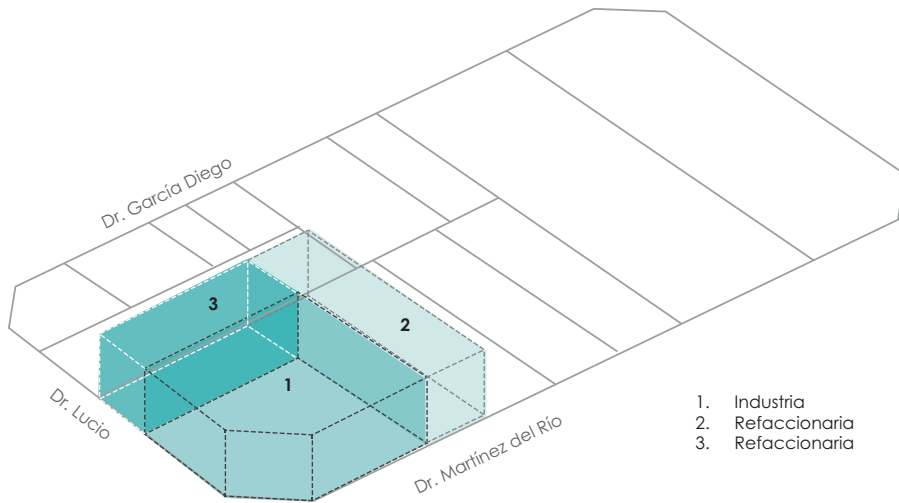 Dr. García Diego
3
2
1
Dr. Lucio
Dr. Martínez del Río
1. Industria
2. Refaccionaria
3. Refaccionaria